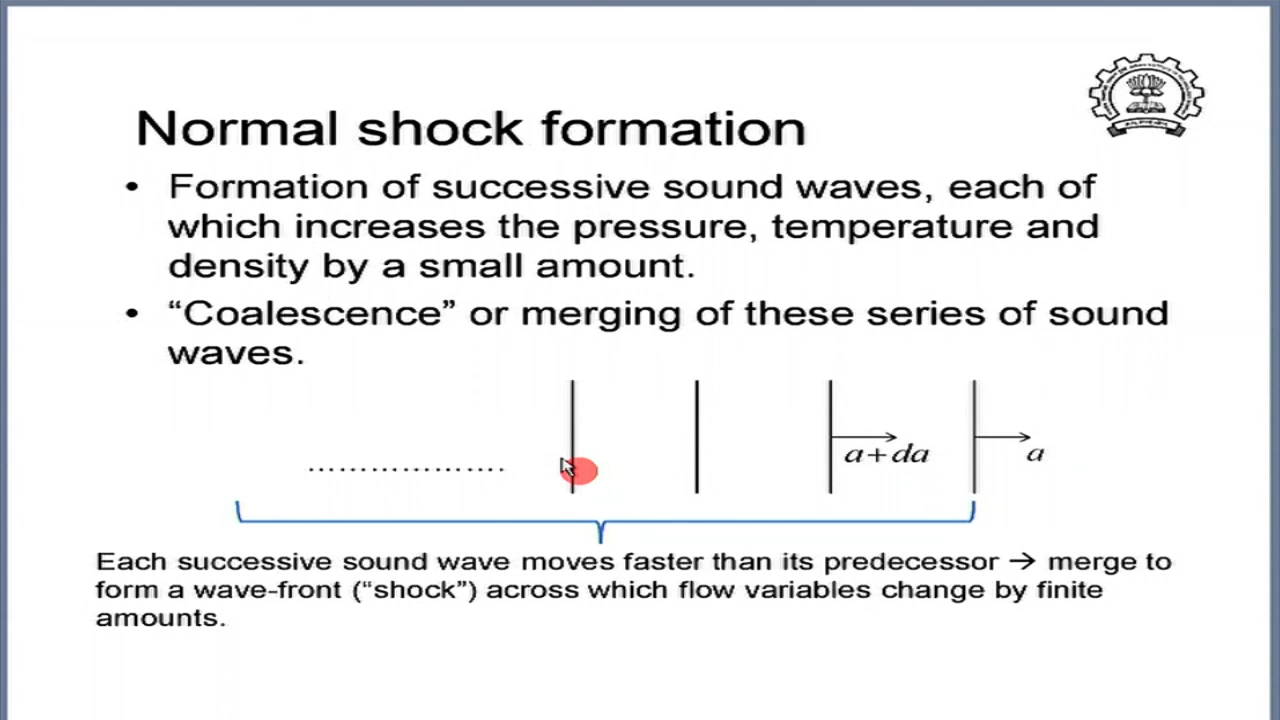 Normal shock formation
• Formation of successive sound waves, each of
which increases the pressure, temperature and
density by a small amount.
• “Coalescence” or merging of these series of sound
waves.
a+da
a
Each successive sound wave moves faster than its predecessor → merge to
form a wave-front (“shock”) across which flow variables change by finite
amounts.